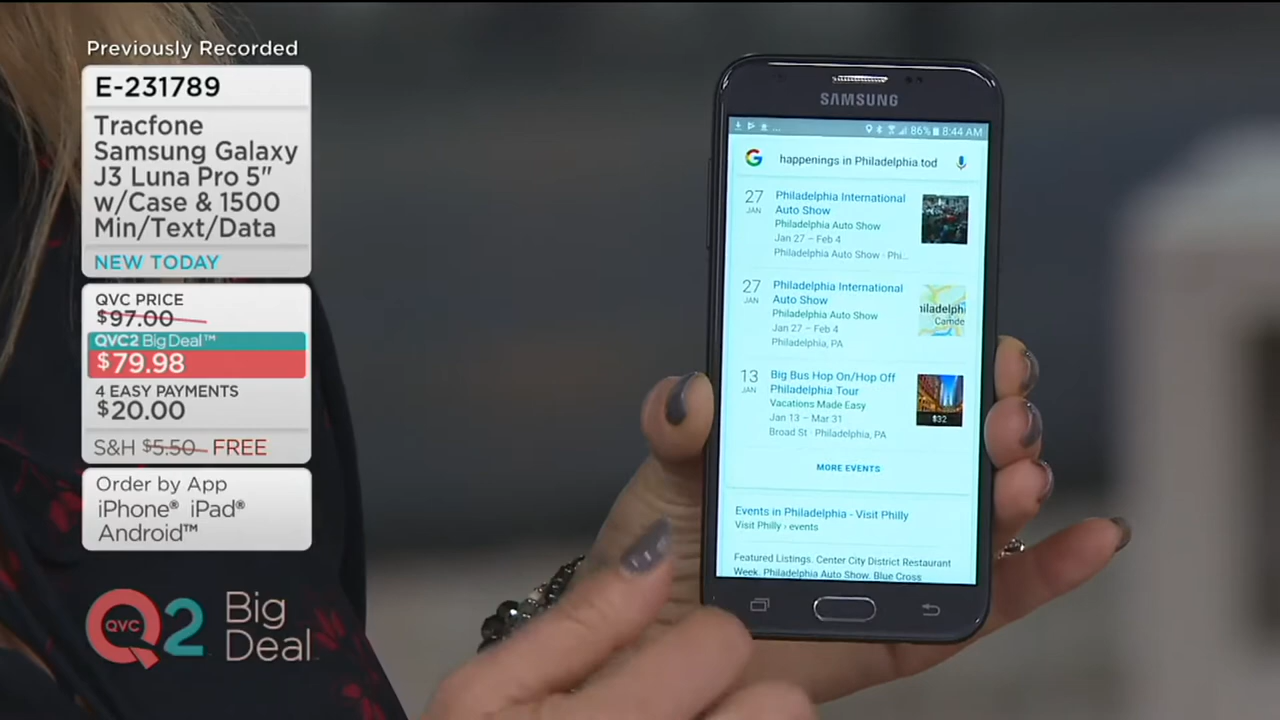 Previously Recorded
E-231789
Tracfone
Samsung Galaxy
J3 Luna Pro 5"
w/Case & 1500
Min/Text/Data
NEW TODAY
QVC PRICE
$97.00
QVC2 Big Deal™
$79.98
4 EASY PAYMENTS
$20.00
S&H $5.50 FREE
Order by App
iPhone® iPad®
Android™
QVC 2 Big
Deal
SAMSUNG
86% 8:44 AM
G happenings in Philadelphia tod
27
JAN
Philadelphia International
Auto Show
Philadelphia Auto Show
Jan 27 – Feb 4
Philadelphia Auto Show · Phi...
27
JAN
Philadelphia International
Auto Show
Philadelphia Auto Show
Jan 27 – Feb 4
Philadelphia, PA
hiladelphi
Camde
13
JAN
Big Bus Hop On/Hop Off
Philadelphia Tour
Vacations Made Easy
Jan 13 – Mar 31
Broad St · Philadelphia, PA
$32
MORE EVENTS
Events in Philadelphia - Visit Philly
Visit Philly › events
Featured Listings. Center City District Restaurant
Week. Philadelphia Auto Show. Blue Cross